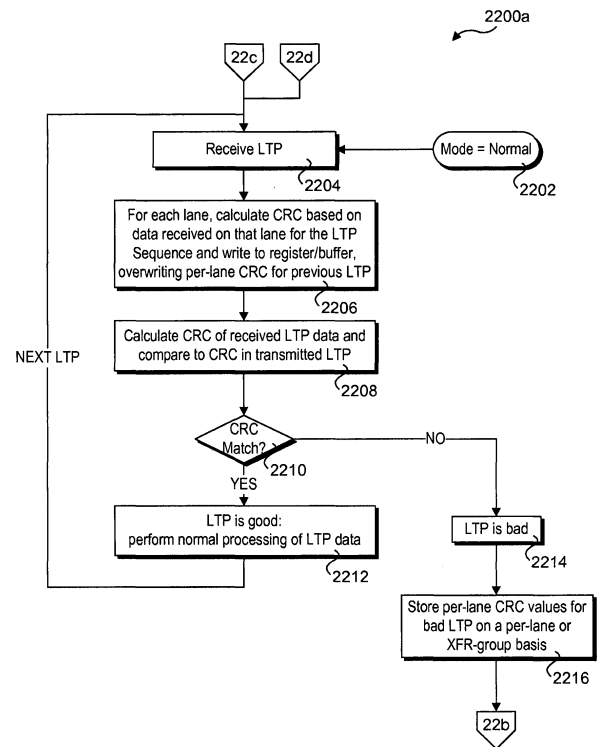 2200a
22c
22d
Receive LTP
2204
Mode = Normal
2202
For each lane, calculate CRC based on
data received on that lane for the LTP
Sequence and write to register/buffer,
overwriting per-lane CRC for previous LTP
2206
Calculate CRC of received LTP data and
compare to CRC in transmitted LTP
2208
NEXT LTP
CRC
Match?
2210
NO
YES
LTP is good:
perform normal processing of LTP data
2212
LTP is bad
2214
Store per-lane CRC values for
bad LTP on a per-lane or
XFR-group basis
2216
22b